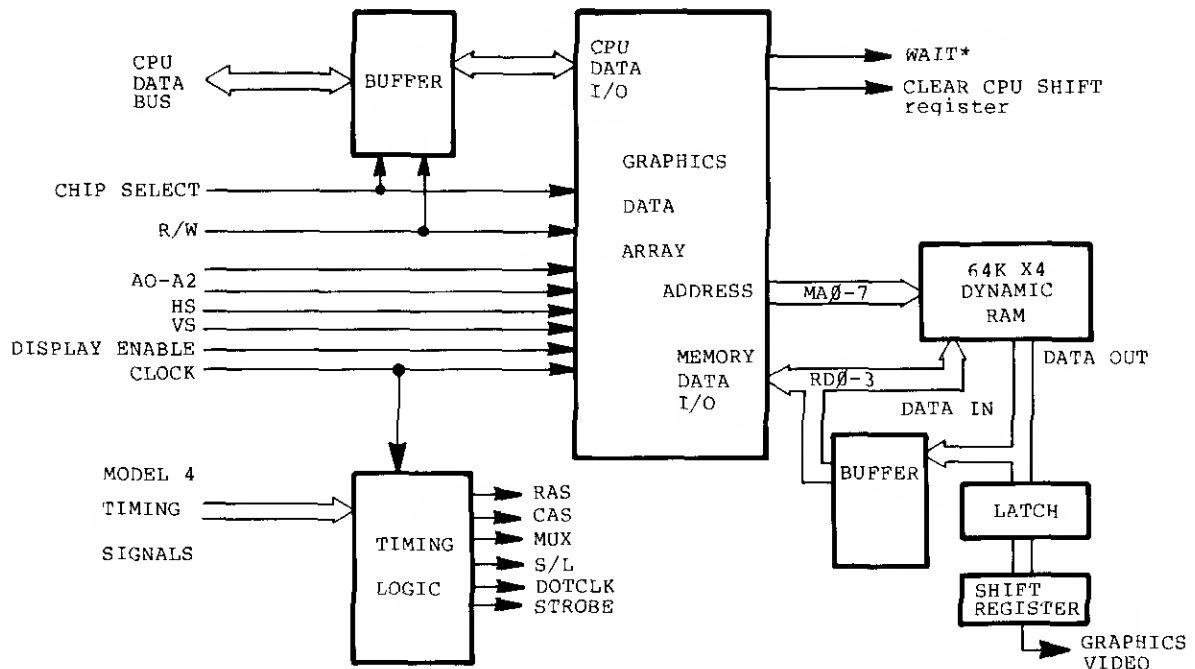 CPU
DATA
BUS
BUFFER
CPU
DATA
I/O
WAIT*
CLEAR CPU SHIFT
register
CHIP SELECT
R/W
AO-A2
HS
VS
DISPLAY ENABLE
CLOCK
GRAPHICS
DATA
ARRAY
ADDRESS
MAØ-7
64K X4
DYNAMIC
RAM
MEMORY
DATA
I/O
RDØ-3
DATA IN
DATA OUT
BUFFER
LATCH
SHIFT
REGISTER
GRAPHICS
VIDEO
MODEL 4
TIMING
SIGNALS
TIMING
LOGIC
RAS
CAS
MUX
S/L
DOTCLK
STROBE